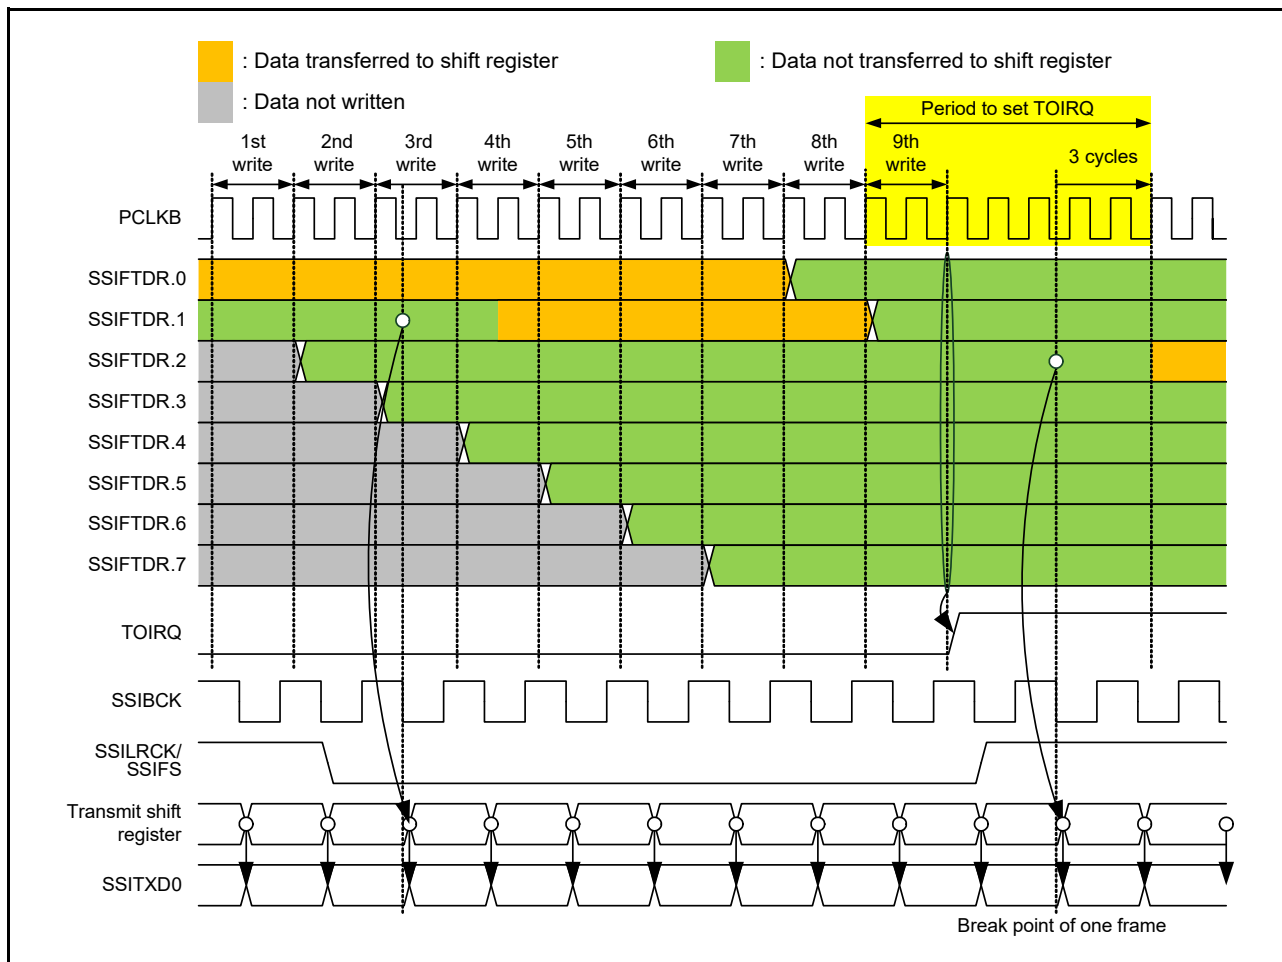 : Data transferred to shift register
: Data not transferred to shift register
: Data not written
Period to set TOIRQ
1st
write
2nd
write
3rd
write
4th
write
5th
write
6th
write
7th
write
8th
write
9th
write
3 cycles
PCLKB
SSIFTDR.0
SSIFTDR.1
SSIFTDR.2
SSIFTDR.3
SSIFTDR.4
SSIFTDR.5
SSIFTDR.6
SSIFTDR.7
TOIRQ
SSIBCK
SSILRCK/
SSIFS
Transmit shift
register
SSITXD0
Break point of one frame